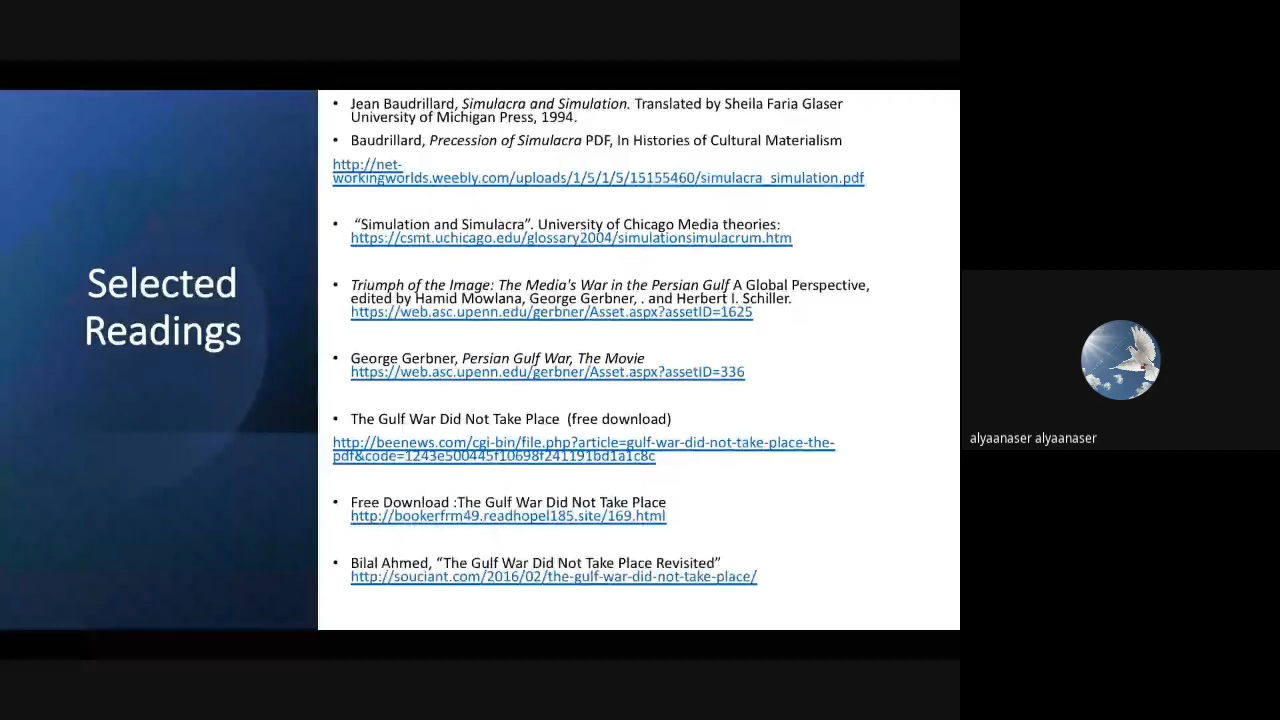 Selected
Readings
• Jean Baudrillard, Simulacra and Simulation. Translated by Sheila Faria Glaser
University of Michigan Press, 1994.
• Baudrillard, Precession of Simulacra PDF, In Histories of Cultural Materialism
http://net-
workingworlds.weebly.com/uploads/1/5/1/5/15155460/simulacra_simulation.pdf
• “Simulation and Simulacra”. University of Chicago Media theories:
https://csmt.uchicago.edu/glossary2004/simulationsimulacrum.htm
• Triumph of the Image: The Media's War in the Persian Gulf A Global Perspective,
edited by Hamid Mowlana, George Gerbner, . and Herbert I. Schiller.
https://web.asc.upenn.edu/gerbner/Asset.aspx?assetID=1625
• George Gerbner, Persian Gulf War, The Movie
https://web.asc.upenn.edu/gerbner/Asset.aspx?assetID=336
• The Gulf War Did Not Take Place (free download)
http://beenews.com/cgi-bin/file.php?article=gulf-war-did-not-take-place-the-
pdf&code=1243e500445f10698f241191bd1a1c8c
• Free Download :The Gulf War Did Not Take Place
http://bookerfrm49.readhopel185.site/169.html
• Bilal Ahmed, “The Gulf War Did Not Take Place Revisited”
http://souciant.com/2016/02/the-gulf-war-did-not-take-place/
alyaanaser alyaanaser